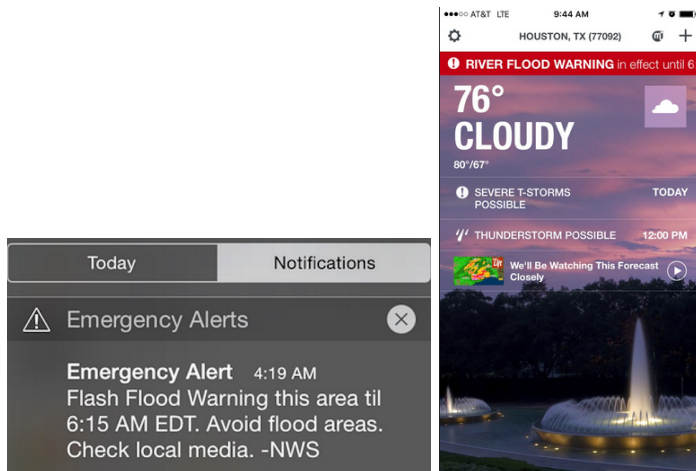 Today
Notifications
Emergency Alerts
Emergency Alert 4:19 AM
Flash Flood Warning this area til
6:15 AM EDT. Avoid flood areas.
Check local media. -NWS
AT&T LTE 9:44 AM
HOUSTON, TX (77092)
RIVER FLOOD WARNING in effect until 6:
76°
CLOUDY
80°/67°
SEVERE T-STORMS TODAY
POSSIBLE
THUNDERSTORM POSSIBLE 12:00 PM
We'll Be Watching This Forecast
Closely